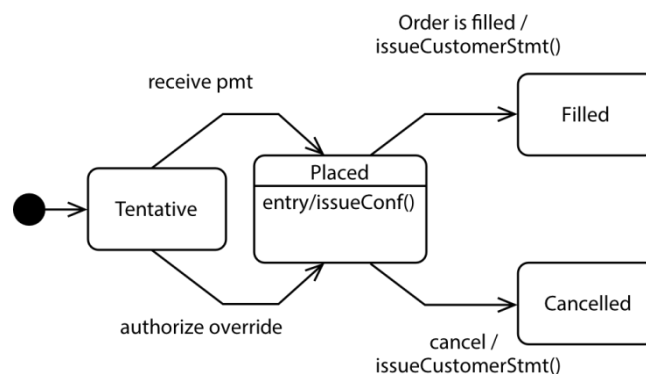 Order is filled /
issueCustomerStmt()
receive pmt
Filled
Placed
entry/issueConf()
Tentative
Cancelled
authorize override
cancel /
issueCustomerStmt()